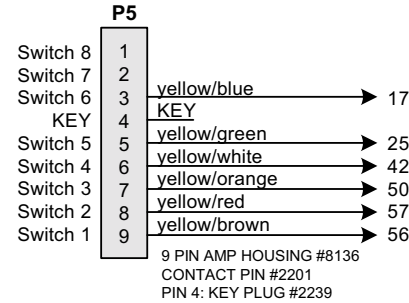 P5
Switch 8 1
Switch 7 2
Switch 6 3 yellow/blue 17
KEY 4 KEY
Switch 5 5 yellow/green 25
Switch 4 6 yellow/white 42
Switch 3 7 yellow/orange 50
Switch 2 8 yellow/red 57
Switch 1 9 yellow/brown 56
9 PIN AMP HOUSING #8136
CONTACT PIN #2201
PIN 4: KEY PLUG #2239